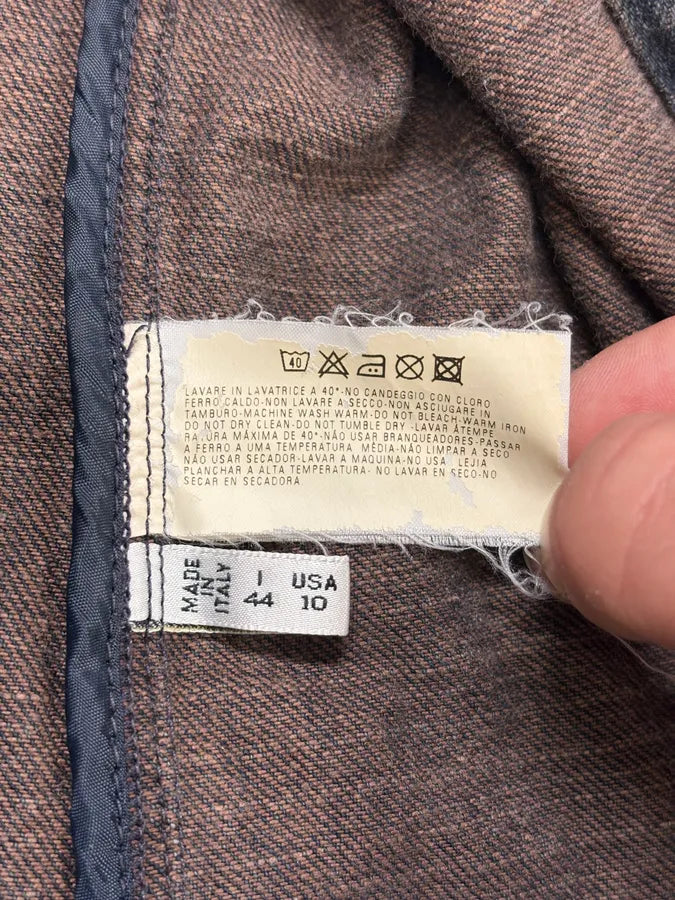 40
LAVARE IN LAVATRICE A 40°-NO CANDEGGIO CON CLORO
FERRO CALDO-NON LAVARE A SECCO-NON ASCIUGARE IN
TAMBURO-MACHINE WASH WARM-DO NOT BLEACH-WARM IRON
DO NOT DRY CLEAN-DO NOT TUMBLE DRY -LAVAR ÀTEMPE
RATURA MÁXIMA DE 40°-NÃO USAR BRANQUEADORES-PASSAR
A FERRO A UMA TEMPERATURA MÉDIA-NÃO LIMPAR A SECO
NÃO USAR SECADOR-LAVAR A MAQUINA-NO USA LEJIA
PLANCHAR A ALTA TEMPERATURA- NO LAVAR EN SECO-NO
SECAR EN SECADORA
MADE
IN
ITALY
I USA
44 10